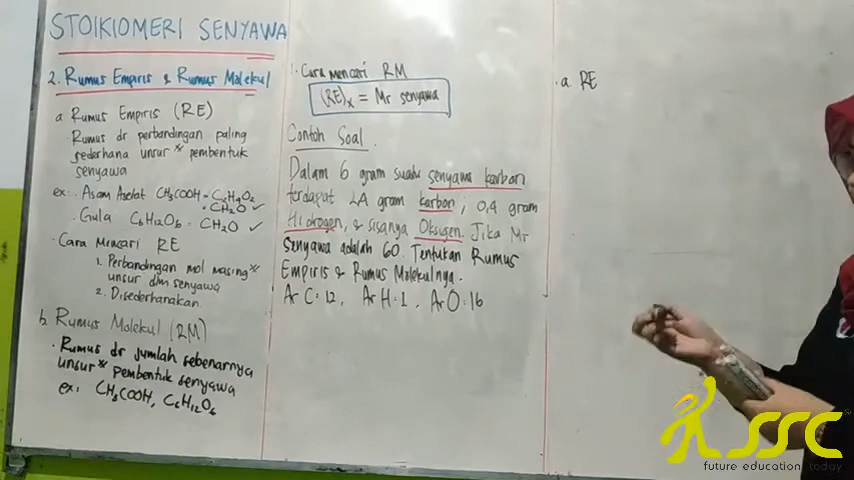 STOIKIOMERI SENYAWA
2. Rumus Empiris & Rumus Molekul
a Rumus Empiris (RE)
· Rumus dr perbandingan paling
sederhana unsur ²² pembentuk
senyawa
ex: · Asam Asetat CH₃COOH = C₂H₄O₂
= CH₂O ✓
· Gula C₆H₁₂O₆ = CH₂O ✓
· Cara Mencari RE
1. Perbandingan mol masing²²
unsur dlm senyawa
2. Disederhanakan
b. Rumus Molekul (RM)
· Rumus dr jumlah sebenarnya
unsur²² pembentuk senyawa
ex: CH₃COOH, C₆H₁₂O₆
· Cara mencari RM
(RE)x = Mr senyawa
Contoh Soal
Dalam 6 gram suatu senyawa karbon
terdapat 2,4 gram karbon ; 0,4 gram
Hidrogen, & sisanya Oksigen. Jika Mr
Senyawa adalah 60. Tentukan Rumus
Empiris & Rumus Molekulnya.
Ar C = 12, Ar H = 1, Ar O = 16
· a RE
SSC
future education today